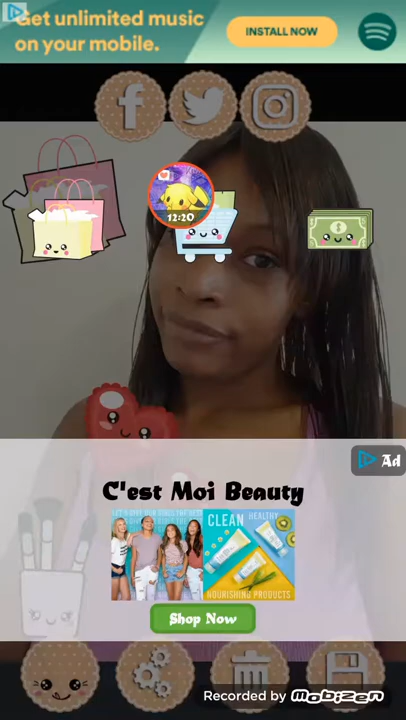 Get unlimited music
on your mobile.
INSTALL NOW
12:20
Ad
C'est Moi Beauty
CLEAN
HEALTHY
NOURISHING PRODUCTS
Shop Now
Recorded by mobizen